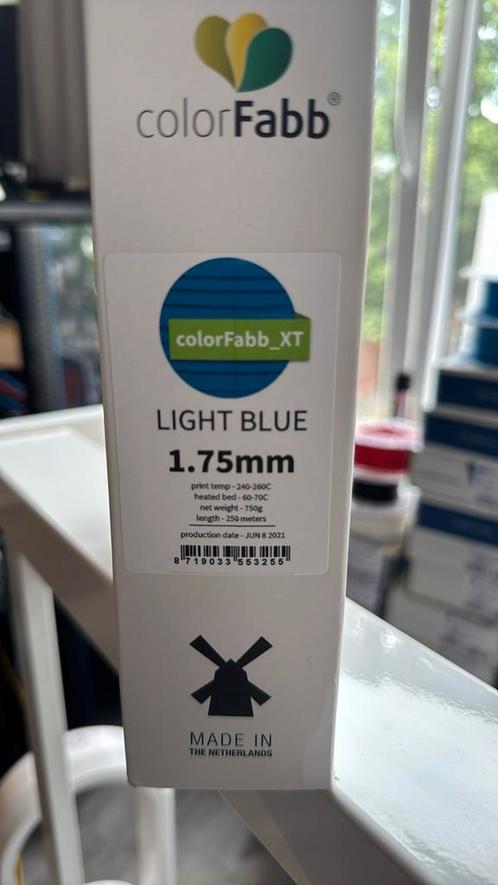 colorFabb®
colorFabb_XT
LIGHT BLUE
1.75mm
print temp - 240-260C
heated bed - 60-70C
net weight - 750g
length - 250 meters
production date - JUN 8 2021
8 719033 553255
MADE IN
THE NETHERLANDS